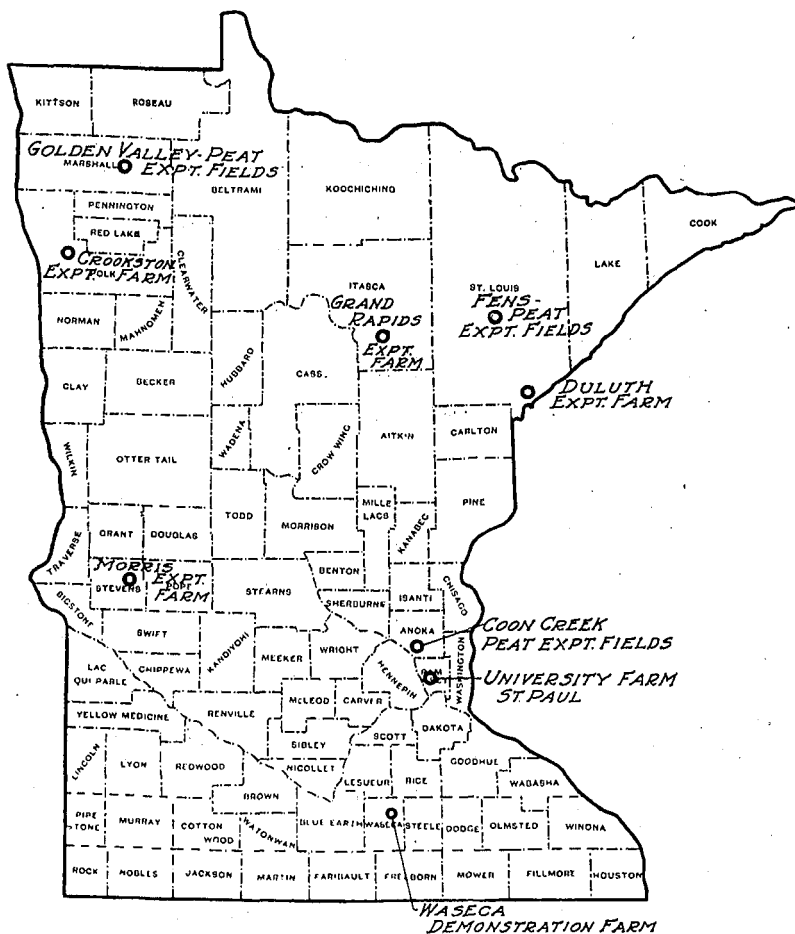 KITTSON
ROSEAU
GOLDEN VALLEY-PEAT
MARSHALL
EXPT. FIELDS
BELTRAMI
KOOCHICHING
PENNINGTON
COOK
RED LAKE
LAKE
CROOKSTON
POLK
EXPT. FARM
CLEARWATER
ITASCA
ST. LOUIS
GRAND
RAPIDS
EXPT.
FARM
FENS-
PEAT
EXPT. FIELDS
NORMAN
MAHNOMEN
HUBBARD
CASS
CLAY
BECKER
DULUTH
EXPT. FARM
WADENA
CROW WING
AITKIN
CARLTON
WILKIN
OTTER TAIL
PINE
TODD
MORRISON
MILLE
LACS
KANABEC
GRANT
DOUGLAS
TRAVERSE
BENTON
MORRIS
EXPT.
FARM
STEVENS
POPE
STEARNS
SHERBURNE
ISANTI
CHISAGO
BIGSTONE
ANOKA
COON CREEK
PEAT EXPT. FIELDS
SWIFT
KANDIYOHI
MEEKER
WRIGHT
HENNEPIN
WASHINGTON
LAC
QUI PARLE
CHIPPEWA
UNIVERSITY FARM
ST. PAUL
MCLEOD
CARVER
YELLOW MEDICINE
RENVILLE
DAKOTA
SCOTT
SIBLEY
LINCOLN
LYON
REDWOOD
NICOLLET
LESUEUR
RICE
GOODHUE
WABASHA
BROWN
PIPE
STONE
MURRAY
COTTON
WOOD
WATONWAN
BLUE EARTH
WASECA
STEELE
DODGE
OLMSTED
WINONA
ROCK
NOBLES
JACKSON
MARTIN
FARIBAULT
FREEBORN
MOWER
FILLMORE
HOUSTON
WASECA
DEMONSTRATION FARM